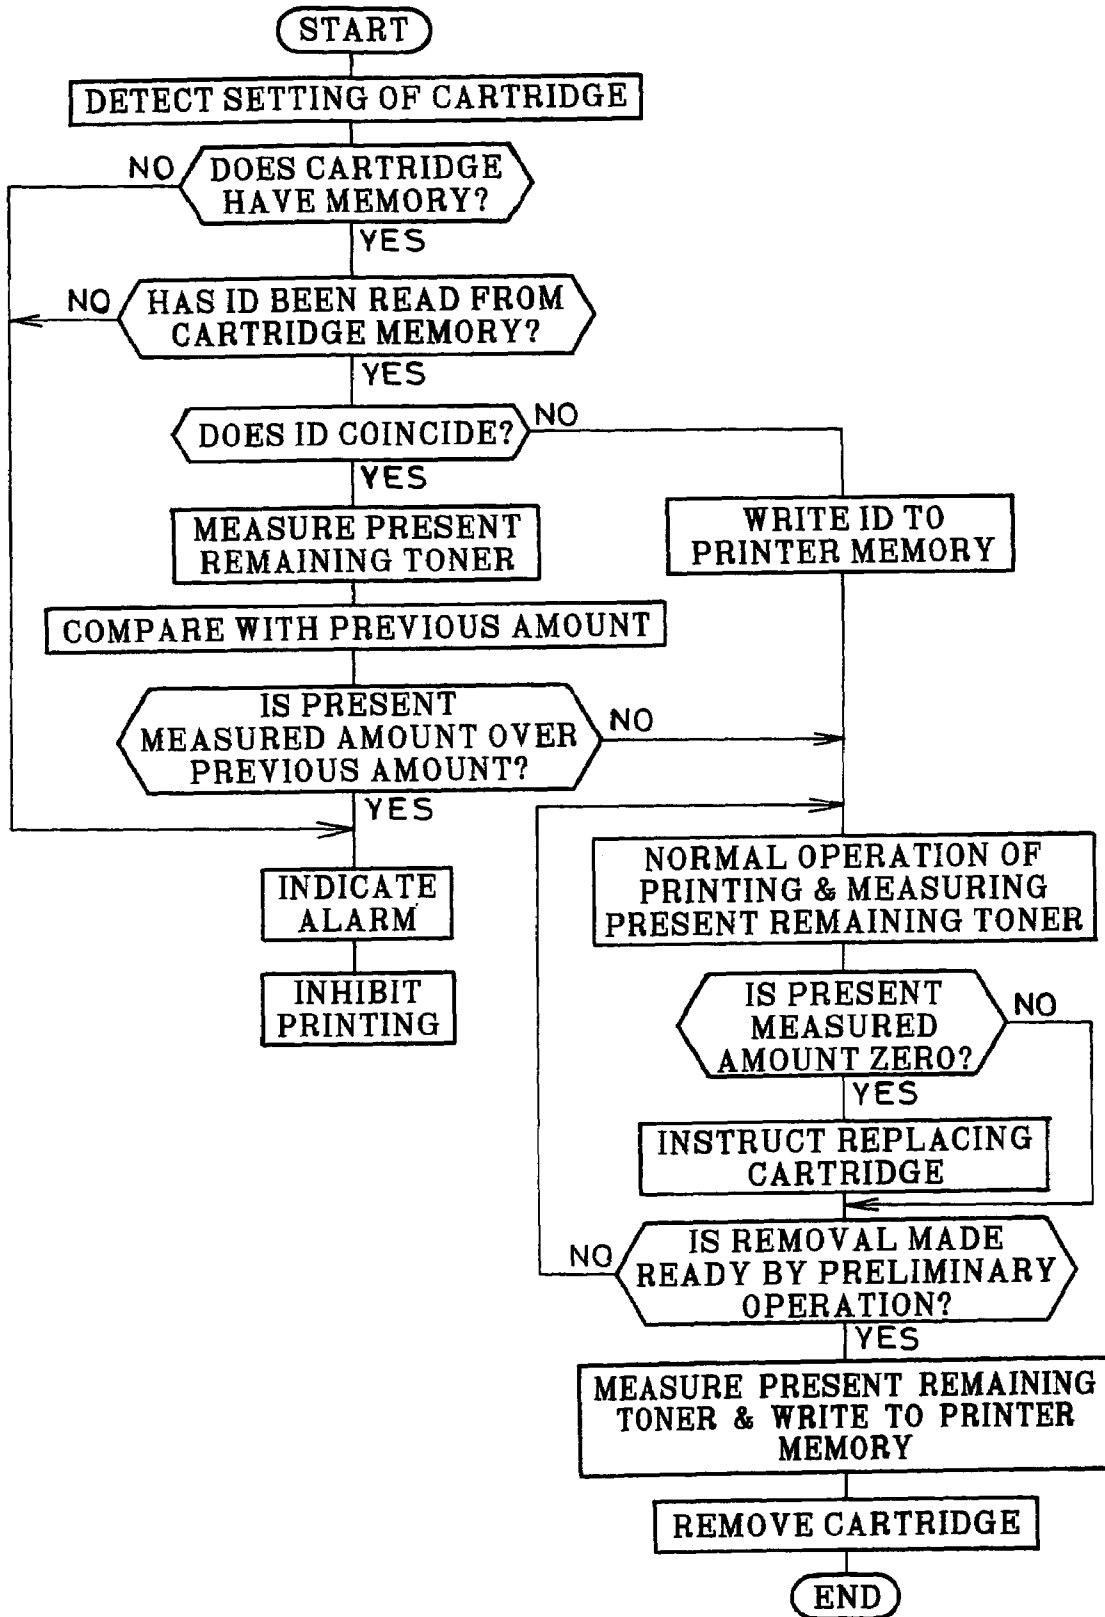 START
DETECT SETTING OF CARTRIDGE
NO
DOES CARTRIDGE
HAVE MEMORY?
YES
NO
HAS ID BEEN READ FROM
CARTRIDGE MEMORY?
YES
DOES ID COINCIDE?
NO
YES
MEASURE PRESENT
REMAINING TONER
WRITE ID TO
PRINTER MEMORY
COMPARE WITH PREVIOUS AMOUNT
IS PRESENT
MEASURED AMOUNT OVER
PREVIOUS AMOUNT?
NO
YES
INDICATE
ALARM
INHIBIT
PRINTING
NORMAL OPERATION OF
PRINTING & MEASURING
PRESENT REMAINING TONER
IS PRESENT
MEASURED
AMOUNT ZERO?
NO
YES
INSTRUCT REPLACING
CARTRIDGE
NO
IS REMOVAL MADE
READY BY PRELIMINARY
OPERATION?
YES
MEASURE PRESENT REMAINING
TONER & WRITE TO PRINTER
MEMORY
REMOVE CARTRIDGE
END